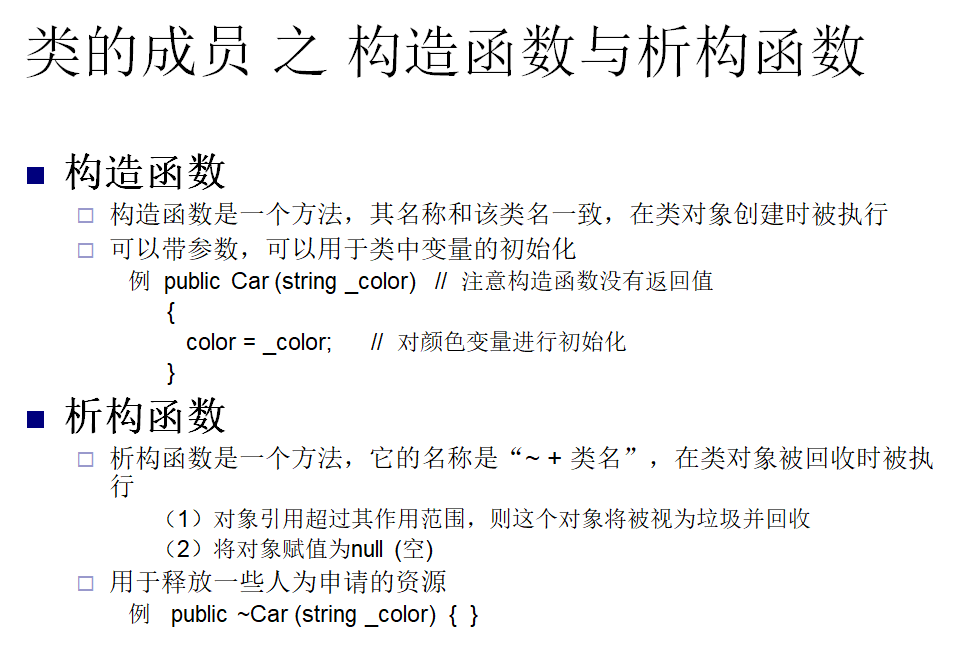 类的成员 之 构造函数与析构函数
构造函数
构造函数是一个方法，其名称和该类名一致，在类对象创建时被执行
可以带参数，可以用于类中变量的初始化
例 public Car (string _color) // 注意构造函数没有返回值
{
color = _color; // 对颜色变量进行初始化
}
析构函数
析构函数是一个方法，它的名称是“~ + 类名”，在类对象被回收时被执
行
（1）对象引用超过其作用范围，则这个对象将被视为垃圾并回收
（2）将对象赋值为null (空)
用于释放一些人为申请的资源
例 public ~Car (string _color) { }